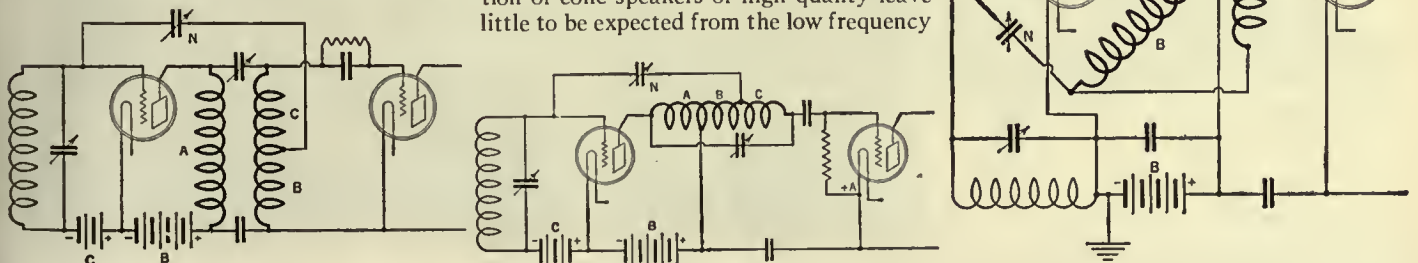 tion of cone speakers of high quality leave
little to be expected from the low frequency
N
A
C
B
- + - +
C B
N
A B C
+A
- C + - B +
N
B
B
- +